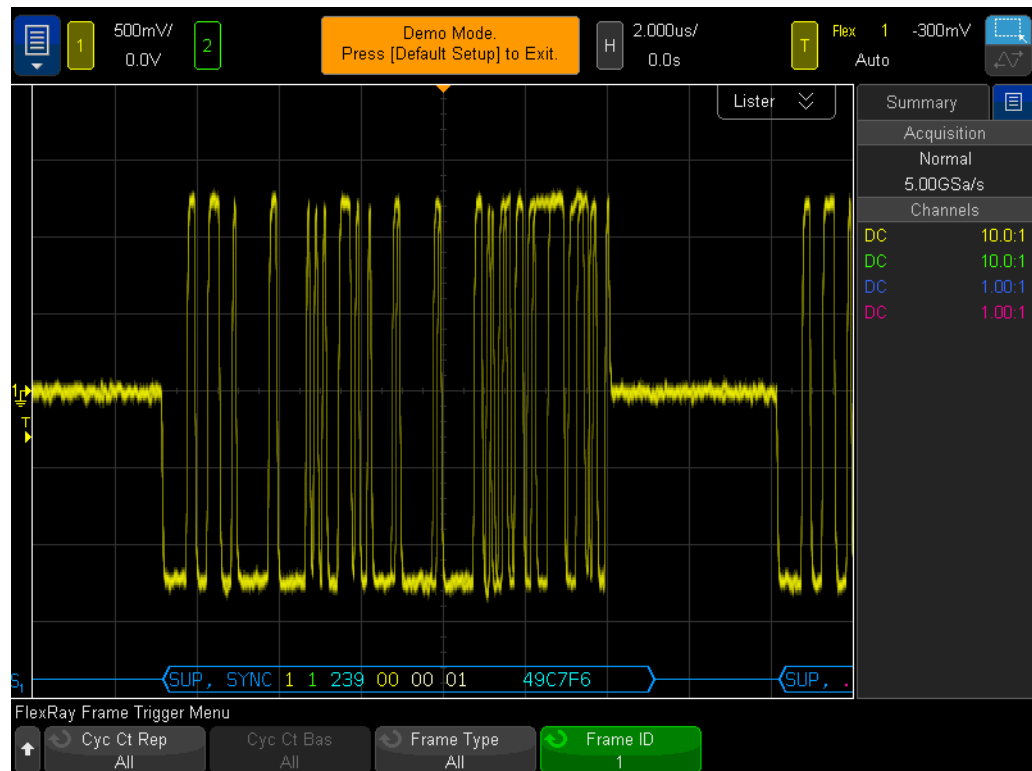 1 500mV/ 0.0V
2
Demo Mode.
Press [Default Setup] to Exit.
H 2.000us/ 0.0s
T Flex 1 -300mV
Auto
Lister
Summary
Acquisition
Normal
5.00GSa/s
Channels
DC 10.0:1
DC 10.0:1
DC 1.00:1
DC 1.00:1
1
T
S1 SUP, SYNC 1 1 239 00 00 01 49C7F6 SUP, .
FlexRay Frame Trigger Menu
Cyc Ct Rep
All
Cyc Ct Bas
All
Frame Type
All
Frame ID
1